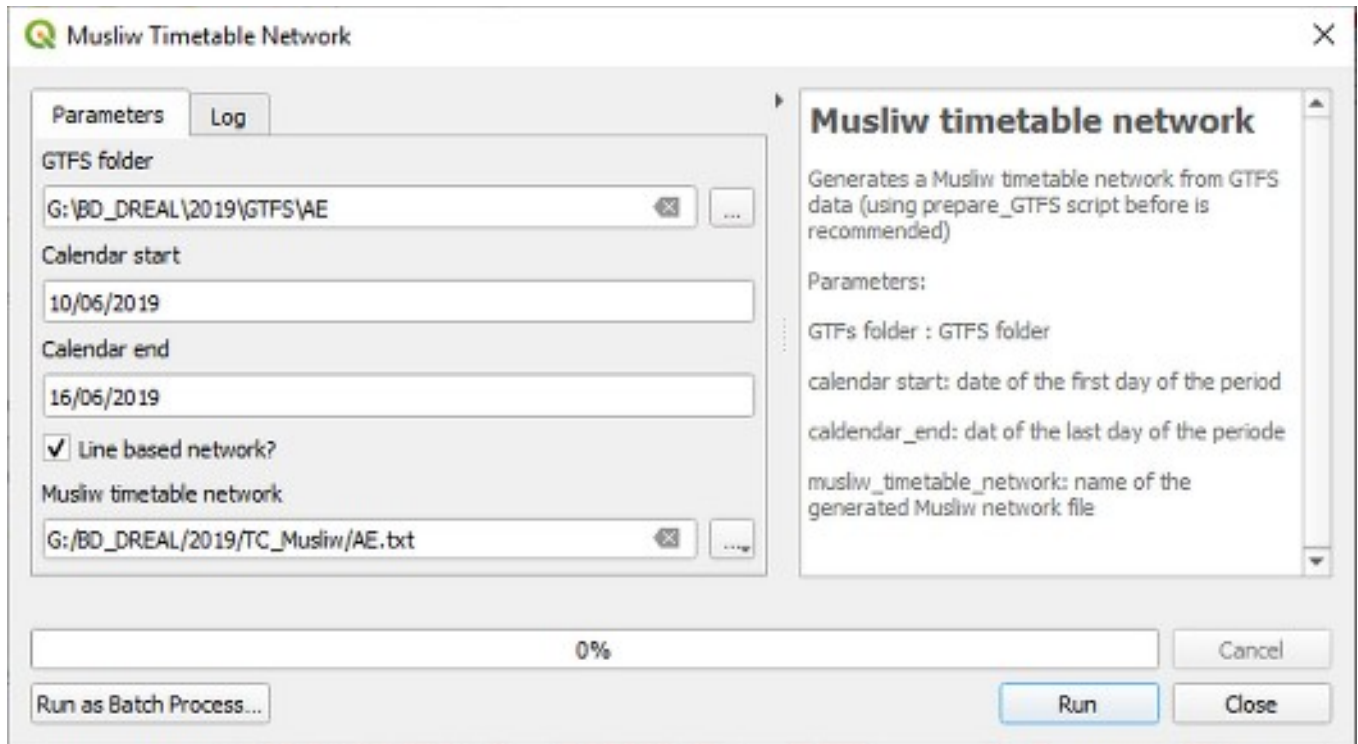 Musliw Timetable Network
Parameters
Log
GTFS folder
G:\BD_DREAL\2019\GTFS\AE
...
Calendar start
10/06/2019
Calendar end
16/06/2019
Line based network?
Musliw timetable network
G:/BD_DREAL/2019/TC_Musliw/AE.txt
...
Musliw timetable network
Generates a Musliw timetable network from GTFS
data (using prepare_GTFS script before is
recommended)
Parameters:
GTFs folder : GTFS folder
calendar start: date of the first day of the period
caldendar_end: dat of the last day of the periode
musliw_timetable_network: name of the
generated Musliw network file
0%
Cancel
Run as Batch Process...
Run
Close